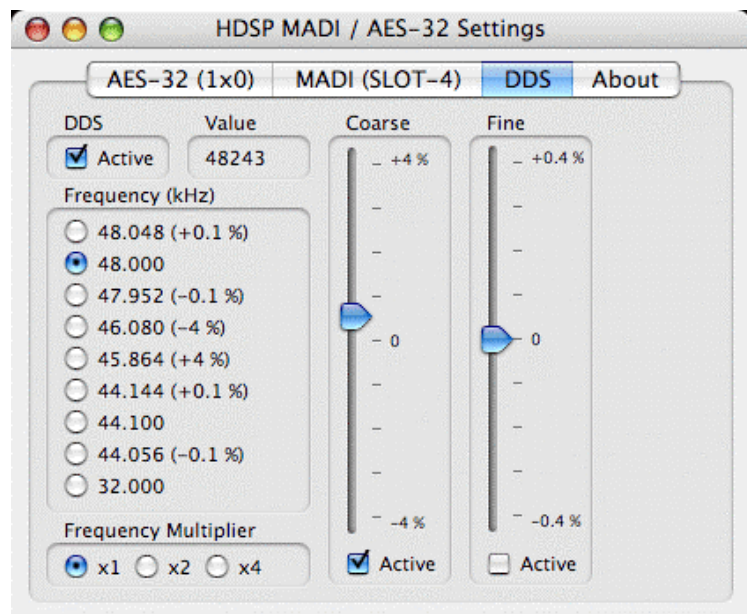 HDSP MADI / AES-32 Settings
AES-32 (1x0) MADI (SLOT-4) DDS About
DDS Value Coarse Fine
Active 48243
+4 % +0.4 %
Frequency (kHz)
48.048 (+0.1 %)
48.000
47.952 (-0.1 %)
46.080 (-4 %)
45.864 (+4 %)
44.144 (+0.1 %)
44.100
44.056 (-0.1 %)
32.000
0 0
-4 % -0.4 %
Frequency Multiplier
x1 x2 x4
Active Active